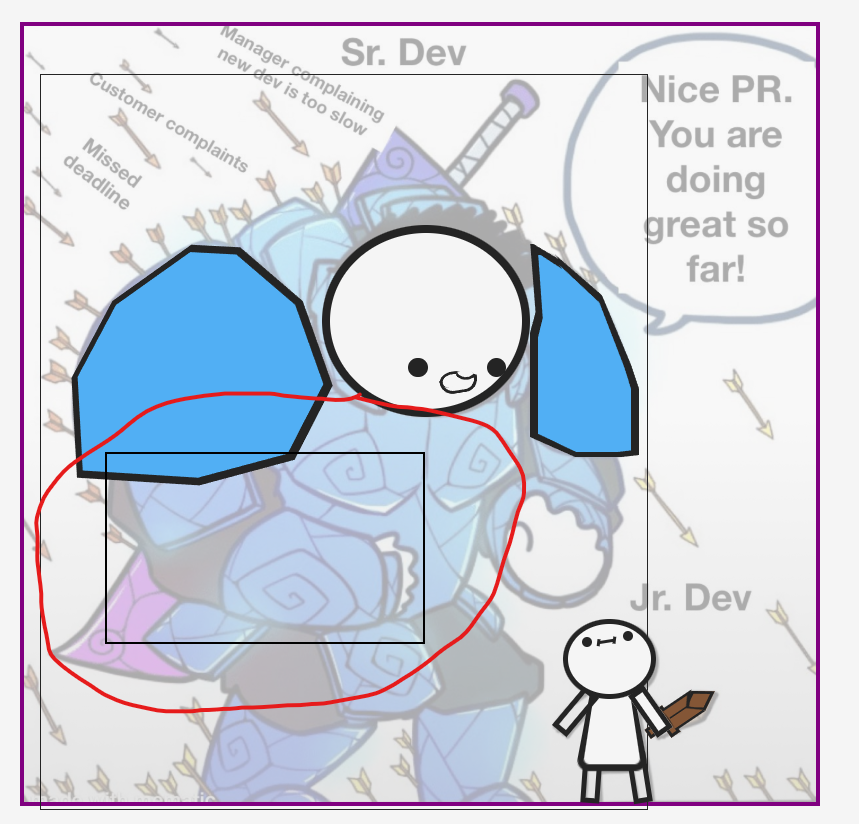 Sr. Dev
Manager complaining
new dev is too slow
Customer complaints
Missed
deadline
Nice PR.
You are
doing
great so
far!
Jr. Dev